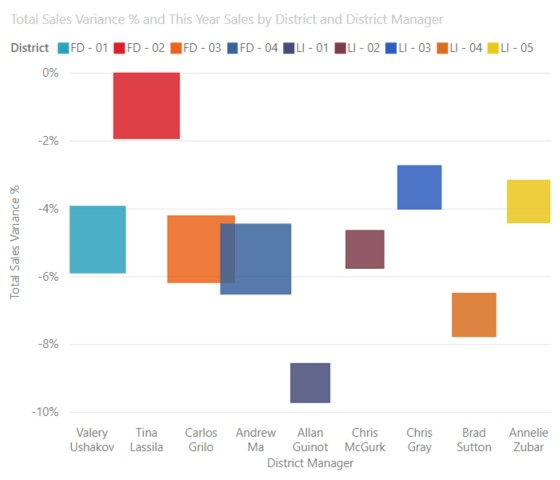 Total Sales Variance % and This Year Sales by District and District Manager
District FD - 01 FD - 02 FD - 03 FD - 04 LI - 01 LI - 02 LI - 03 LI - 04 LI - 05
0%
-2%
-4%
-6%
-8%
-10%
Total Sales Variance %
Valery Ushakov
Tina Lassila
Carlos Grilo
Andrew Ma
Allan Guinot
Chris McGurk
Chris Gray
Brad Sutton
Annelie Zubar
District Manager